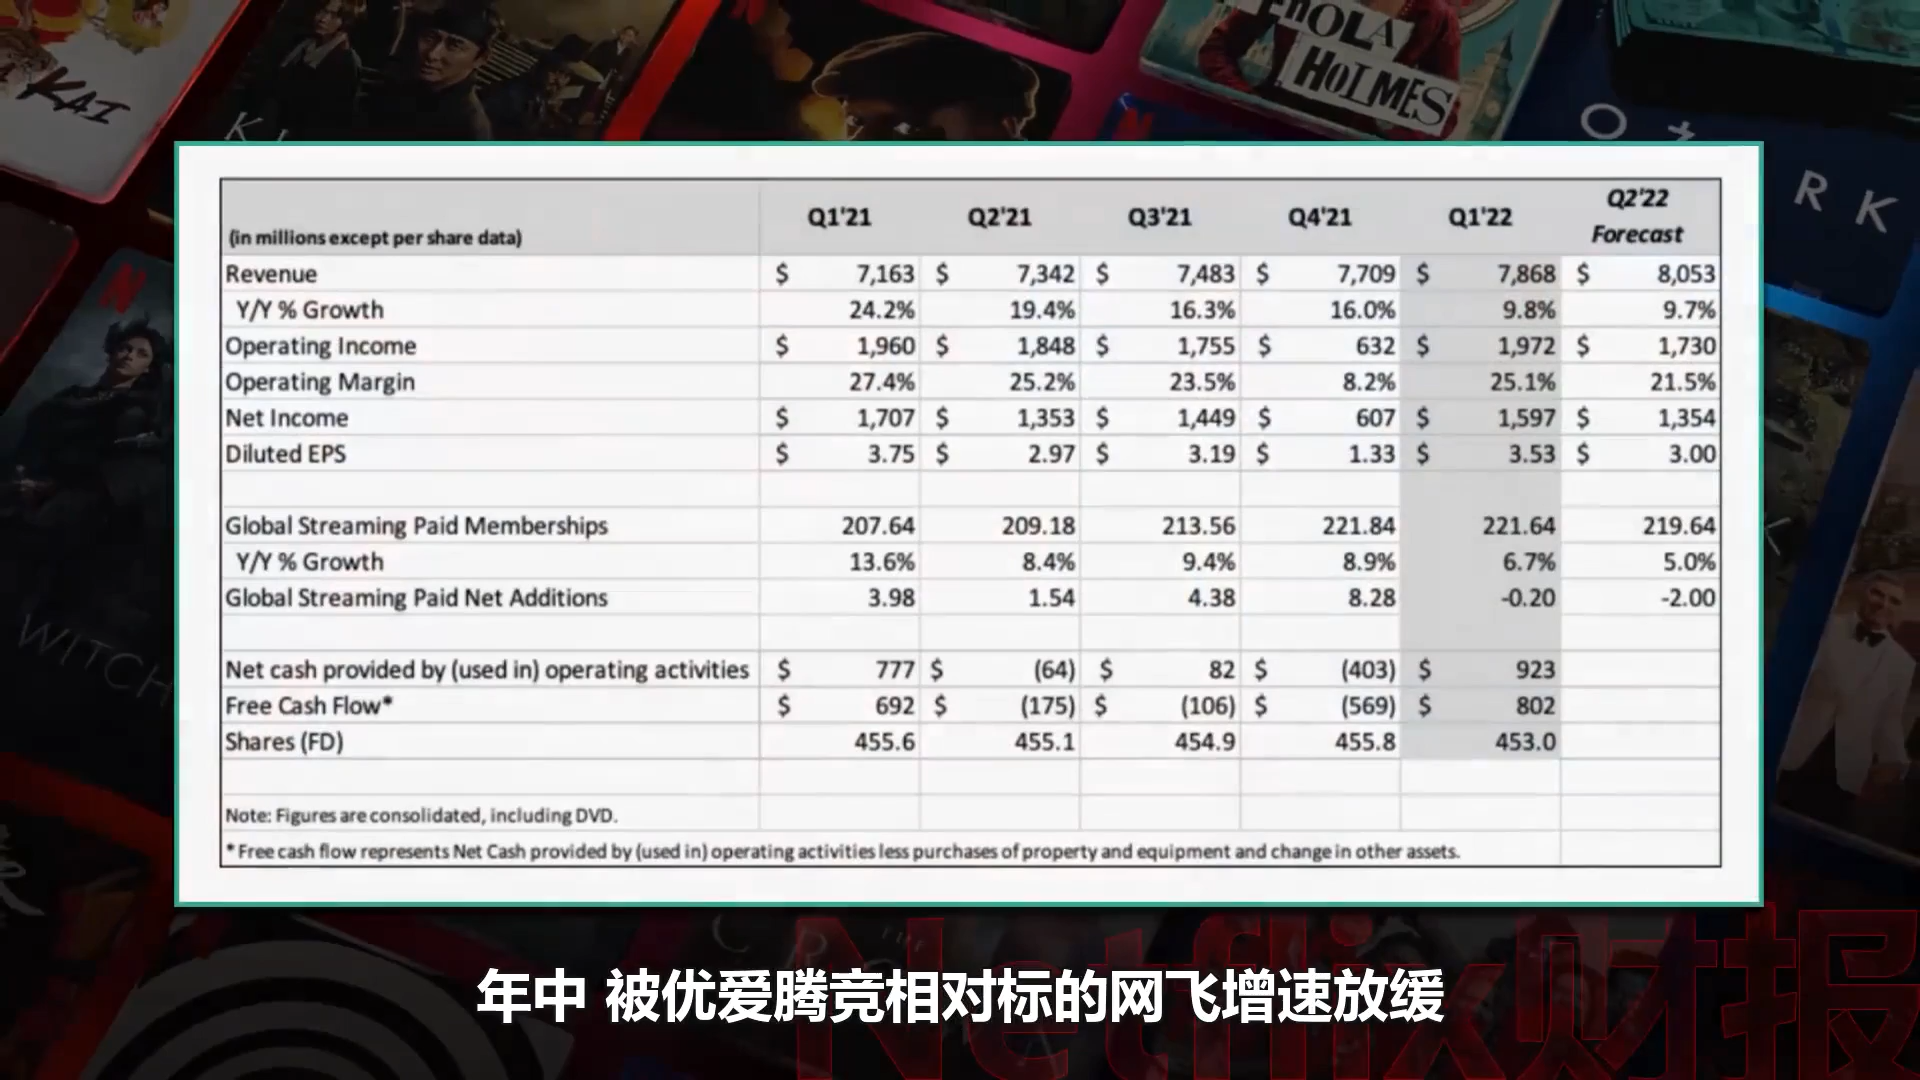 KAI
ENOLA
HOLMES
O
RK
(in millions except per share data) Q1'21 Q2'21 Q3'21 Q4'21 Q1'22 Q2'22 Forecast
Revenue $ 7,163 $ 7,342 $ 7,483 $ 7,709 $ 7,868 $ 8,053
Y/Y % Growth 24.2% 19.4% 16.3% 16.0% 9.8% 9.7%
Operating Income $ 1,960 $ 1,848 $ 1,755 $ 632 $ 1,972 $ 1,730
Operating Margin 27.4% 25.2% 23.5% 8.2% 25.1% 21.5%
Net Income $ 1,707 $ 1,353 $ 1,449 $ 607 $ 1,597 $ 1,354
Diluted EPS $ 3.75 $ 2.97 $ 3.19 $ 1.33 $ 3.53 $ 3.00
Global Streaming Paid Memberships 207.64 209.18 213.56 221.84 221.64 219.64
Y/Y % Growth 13.6% 8.4% 9.4% 8.9% 6.7% 5.0%
Global Streaming Paid Net Additions 3.98 1.54 4.38 8.28 -0.20 -2.00
Net cash provided by (used in) operating activities $ 777 $ (64) $ 82 $ (403) $ 923
Free Cash Flow* $ 692 $ (175) $ (106) $ (569) $ 802
Shares (FD) 455.6 455.1 454.9 455.8 453.0
Note: Figures are consolidated, including DVD.
*Free cash flow represents Net Cash provided by (used in) operating activities less purchases of property and equipment and change in other assets.
WITCH
Netflix财报
年中 被优爱腾竞相对标的网飞增速放缓